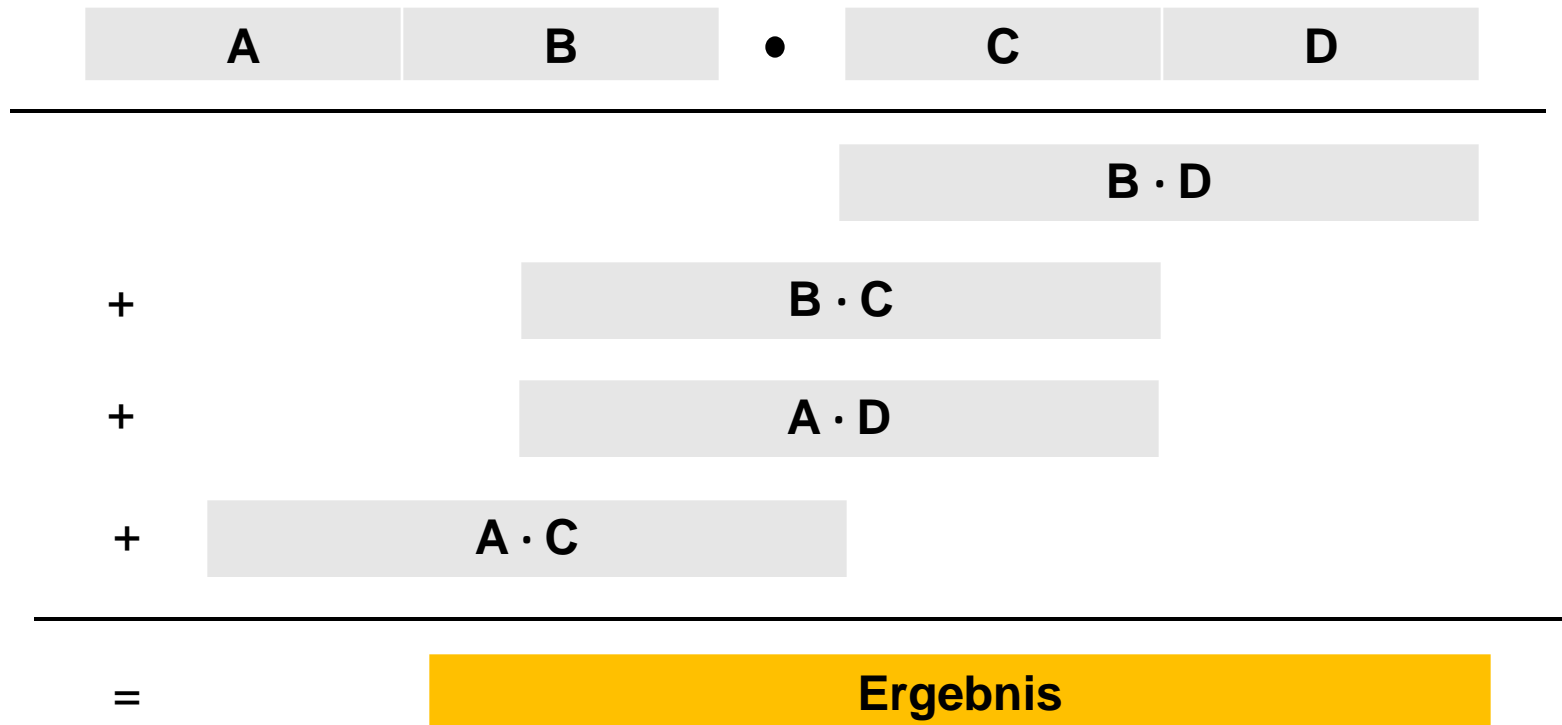 A B • C D
B · D
+ B · C
+ A · D
+ A · C
= Ergebnis